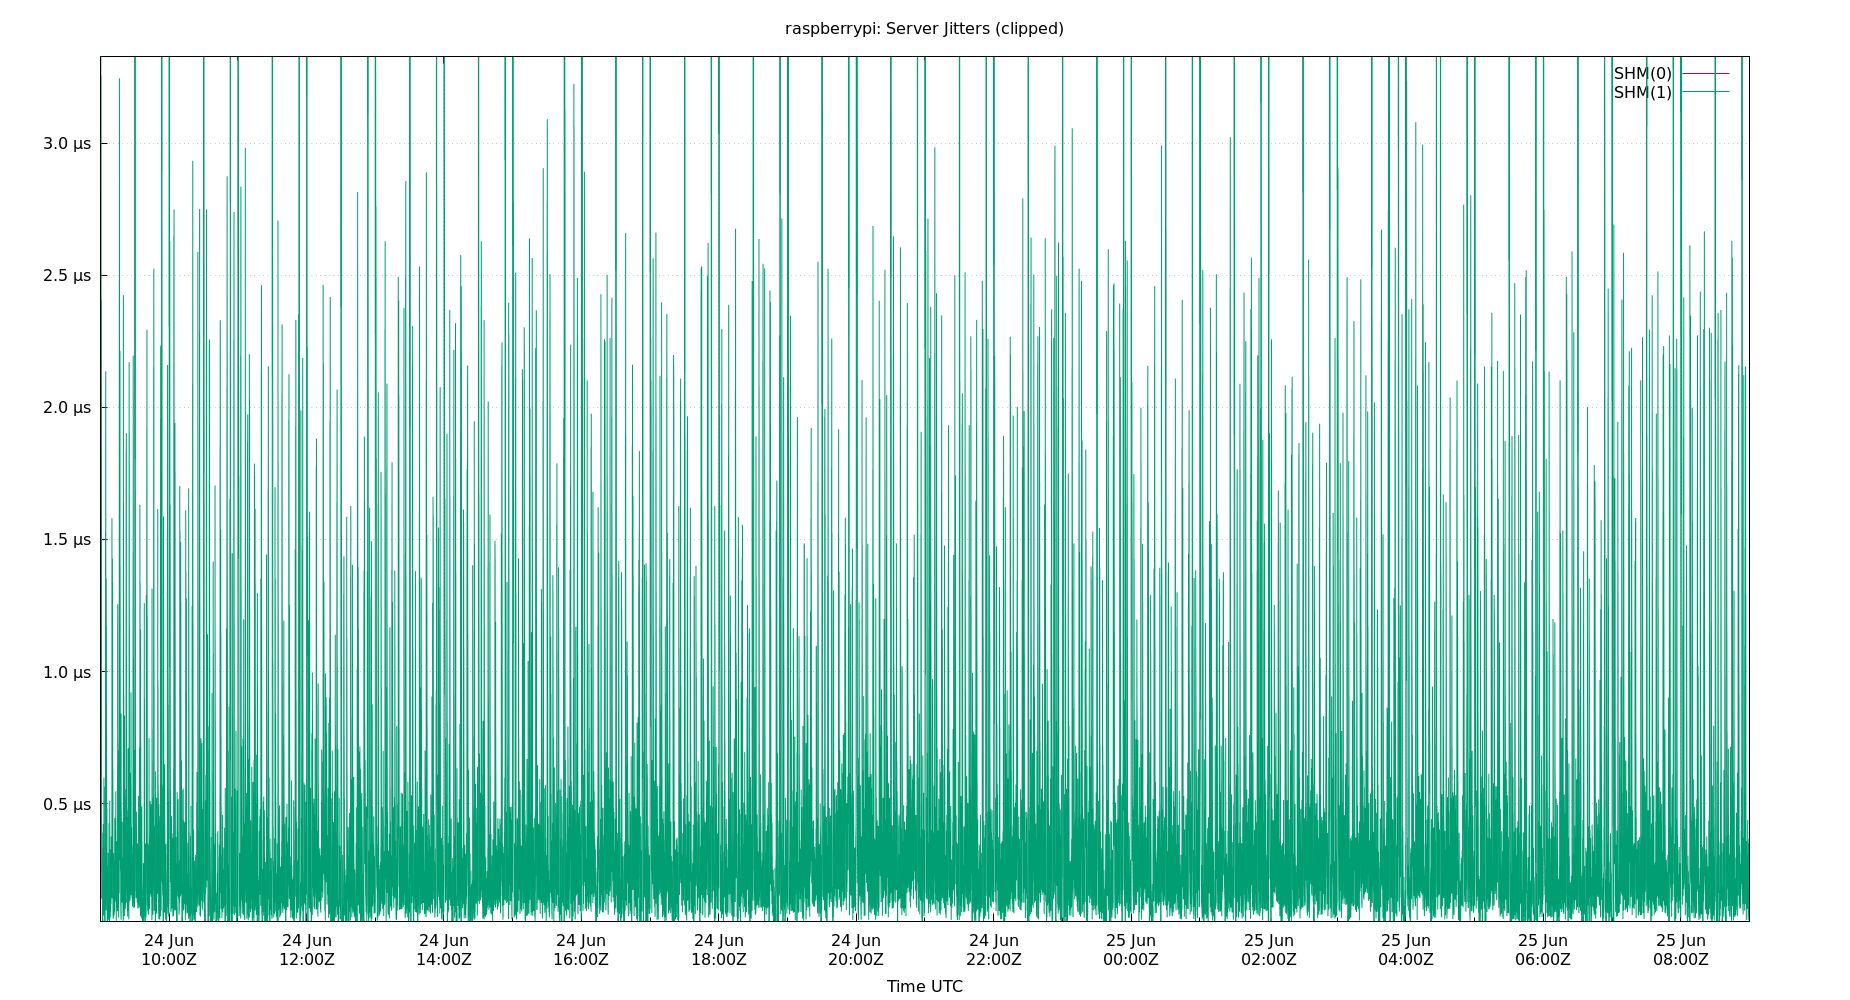 raspberrypi: Server Jitters (clipped)
SHM(0)
SHM(1)
3.0 µs
2.5 µs
2.0 µs
1.5 µs
1.0 µs
0.5 µs
24 Jun 24 Jun 24 Jun 24 Jun 24 Jun 24 Jun 24 Jun 25 Jun 25 Jun 25 Jun 25 Jun 25 Jun
10:00Z 12:00Z 14:00Z 16:00Z 18:00Z 20:00Z 22:00Z 00:00Z 02:00Z 04:00Z 06:00Z 08:00Z
Time UTC